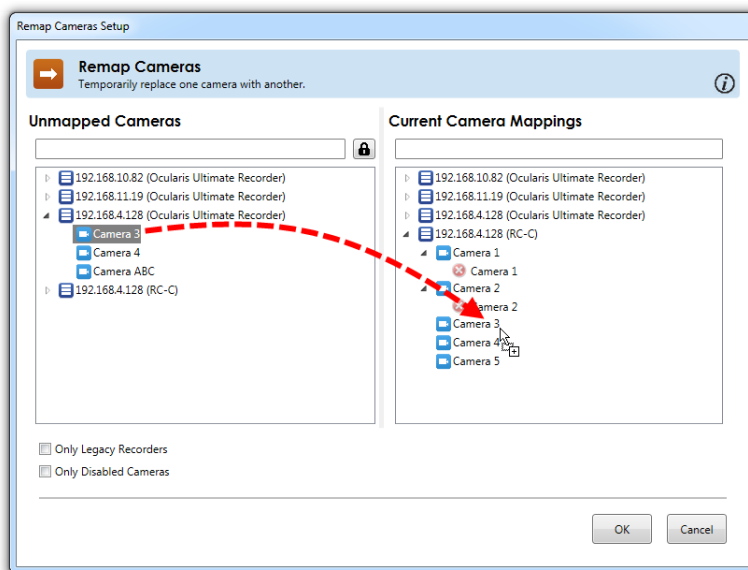 Remap Cameras Setup
Remap Cameras
Temporarily replace one camera with another.
Unmapped Cameras
192.168.10.82 (Ocularis Ultimate Recorder)
192.168.11.19 (Ocularis Ultimate Recorder)
192.168.4.128 (Ocularis Ultimate Recorder)
Camera 3
Camera 4
Camera ABC
192.168.4.128 (RC-C)
Only Legacy Recorders
Only Disabled Cameras
Current Camera Mappings
192.168.10.82 (Ocularis Ultimate Recorder)
192.168.11.19 (Ocularis Ultimate Recorder)
192.168.4.128 (Ocularis Ultimate Recorder)
192.168.4.128 (RC-C)
Camera 1
Camera 1
Camera 2
Camera 2
Camera 3
Camera 4
Camera 5
OK
Cancel